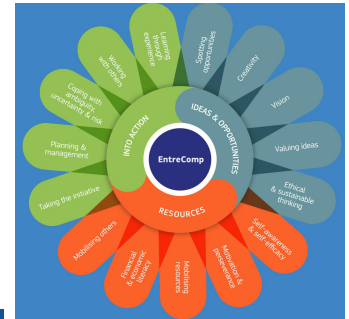 EntreComp
IDEAS & OPPORTUNITIES
Spotting
opportunities
Creativity
Vision
Valuing ideas
Ethical
& sustainable
thinking
RESOURCES
Self-awareness
& self-efficacy
Motivation &
perseverance
Mobilising
resources
Financial
& economic
literacy
Mobilising others
INTO ACTION
Taking the initiative
Planning &
management
Coping with
ambiguity,
uncertainty & risk
Working
with others
Learning
through
experience